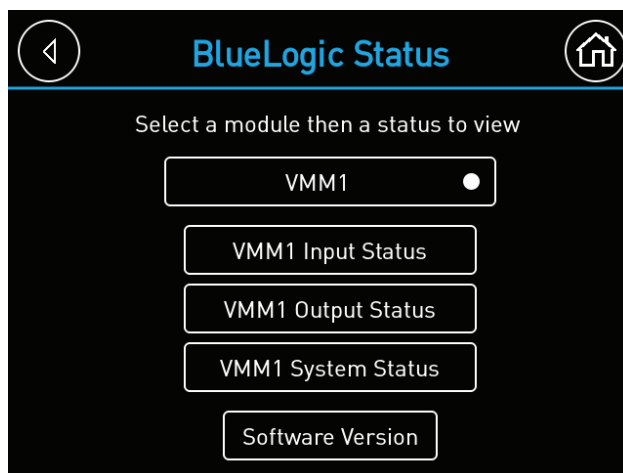 BlueLogic Status
Select a module then a status to view
VMM1
VMM1 Input Status
VMM1 Output Status
VMM1 System Status
Software Version